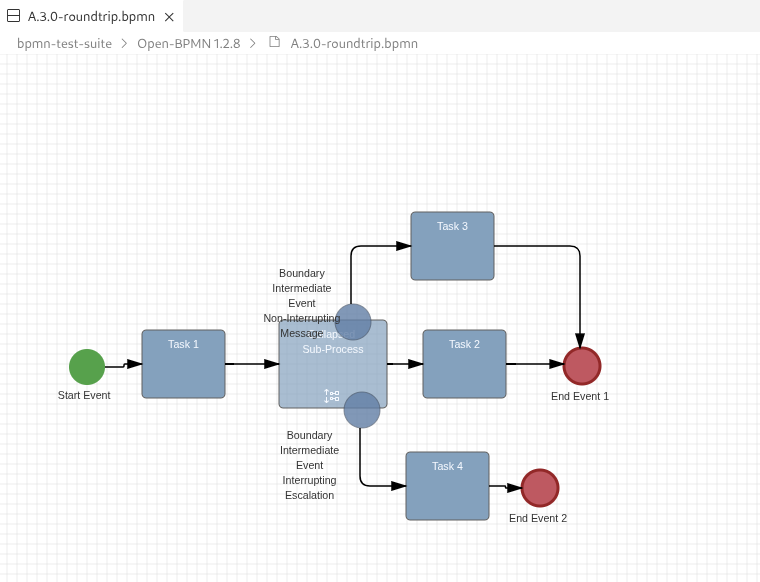 A.3.0-roundtrip.bpmn
bpmn-test-suite > Open-BPMN 1.2.8 > A.3.0-roundtrip.bpmn
Task 3
Boundary
Intermediate
Event
Non-Interrupting
Message
Sub-Process
Task 1
Task 2
Start Event
End Event 1
Boundary
Intermediate
Event
Interrupting
Escalation
Task 4
End Event 2